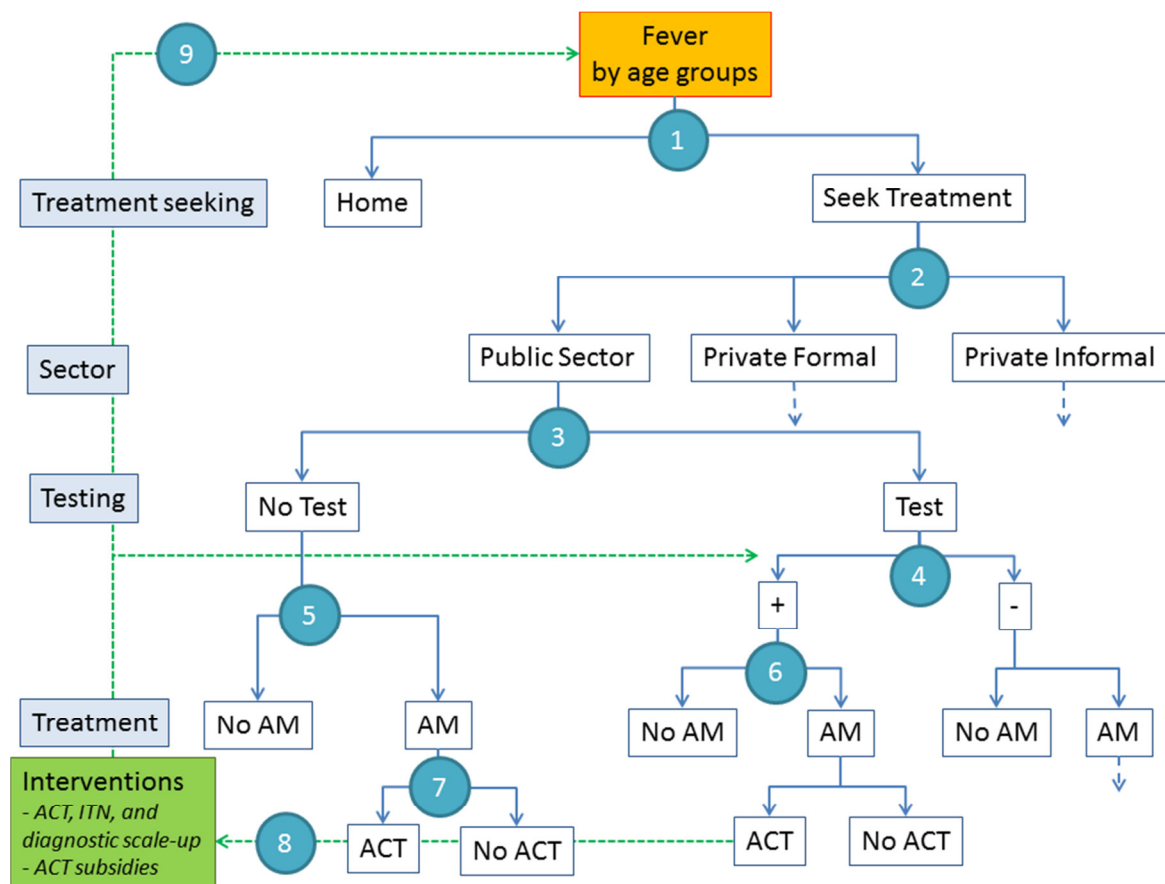 9
Fever
by age groups
1
Treatment seeking
Home
Seek Treatment
2
Sector
Public Sector
Private Formal
Private Informal
3
Testing
No Test
Test
4
+
-
5
6
Treatment
No AM
AM
No AM
AM
No AM
AM
Interventions
- ACT, ITN, and
diagnostic scale-up
- ACT subsidies
7
8
ACT
No ACT
ACT
No ACT